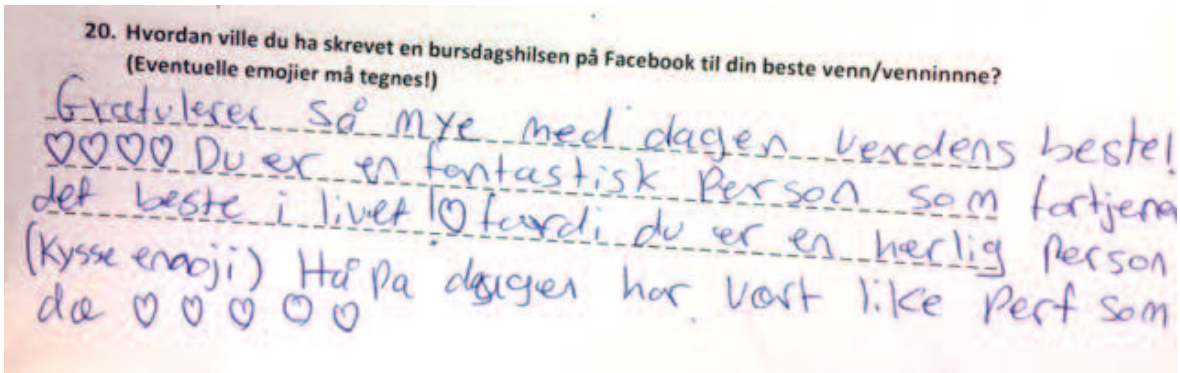 20. Hvordan ville du ha skrevet en bursdagshilsen på Facebook til din beste venn/venninnne?
(Eventuelle emojier må tegnes!)
Gratulerer så mye med dagen verdens beste!
♡♡♡♡ Du er en fantastisk person som fortjener
det beste i livet!♡ fordi du er en herlig person
(kysse emoji) Håpa dagen har vært like perf som
dæ ♡ ♡ ♡ ♡ ♡